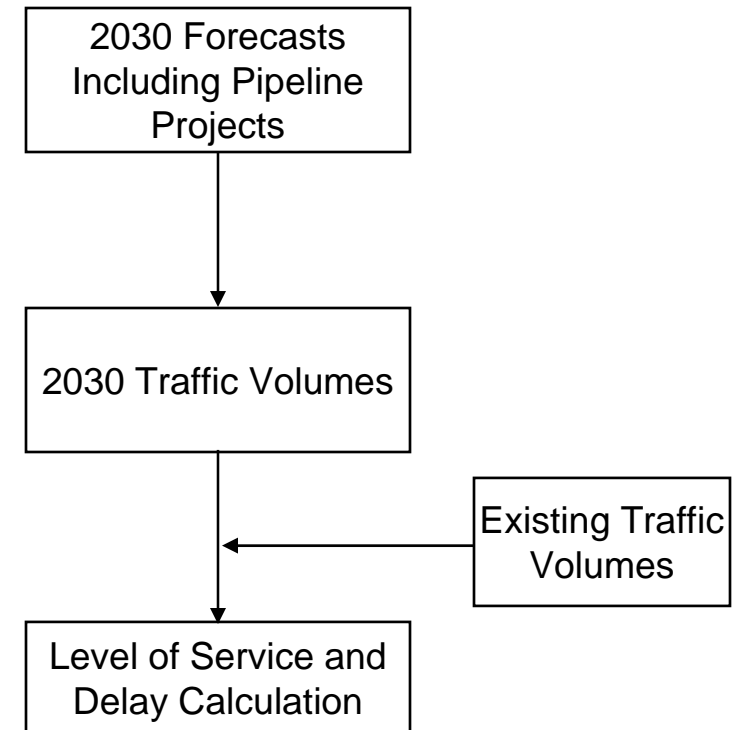 2030 Forecasts
Including Pipeline
Projects
2030 Traffic Volumes
Existing Traffic
Volumes
Level of Service and
Delay Calculation